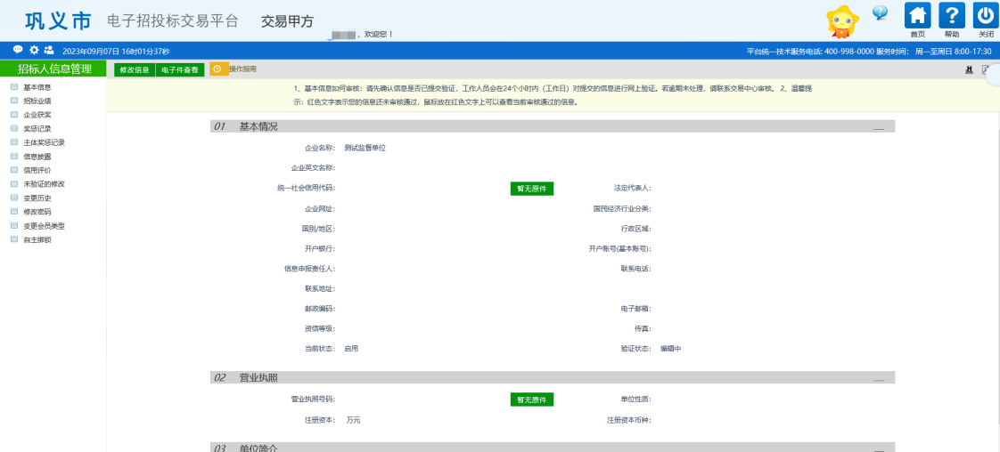 巩义市 电子招投标交易平台 交易甲方
，欢迎您！
首页 帮助 关闭
2023年09月07日 16时01分37秒
平台统一技术服务电话: 400-998-0000 服务时间： 周一至周日 8:00-17:30
招标人信息管理
修改信息 电子件查看 操作指南
基本信息
招标业绩
企业获奖
奖惩记录
主体奖惩记录
信息披露
信用评价
未验证的修改
变更历史
修改密码
变更会员类型
自主绑锁
1、基本信息如何审核：请先确认信息是否已提交验证，工作人员会在24个小时内（工作日）对提交的信息进行网上验证。若逾期未处理，请联系交易中心审核。 2、温馨提
示：红色文字表示您的信息还未审核通过，鼠标放在红色文字上可以查看当前审核通过的信息。
01 基本情况
企业名称： 测试监督单位
企业英文名称：
统一社会信用代码： 暂无原件 法定代表人：
企业网址： 国民经济行业分类：
国别/地区： 行政区域：
开户银行： 开户账号(基本账号)：
信息申报责任人： 联系电话：
联系地址：
邮政编码： 电子邮箱：
资信等级： 传真：
当前状态： 启用 验证状态： 编辑中
02 营业执照
营业执照号码： 暂无原件 单位性质：
注册资本： 万元 注册资本币种：
03 单位简介